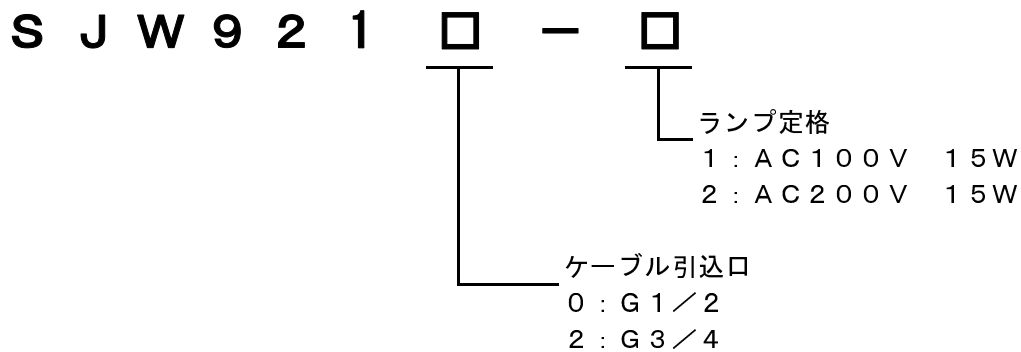 SJW921□-□
ランプ定格
1:AC100V 15W
2:AC200V 15W
ケーブル引込口
0:G1/2
2:G3/4